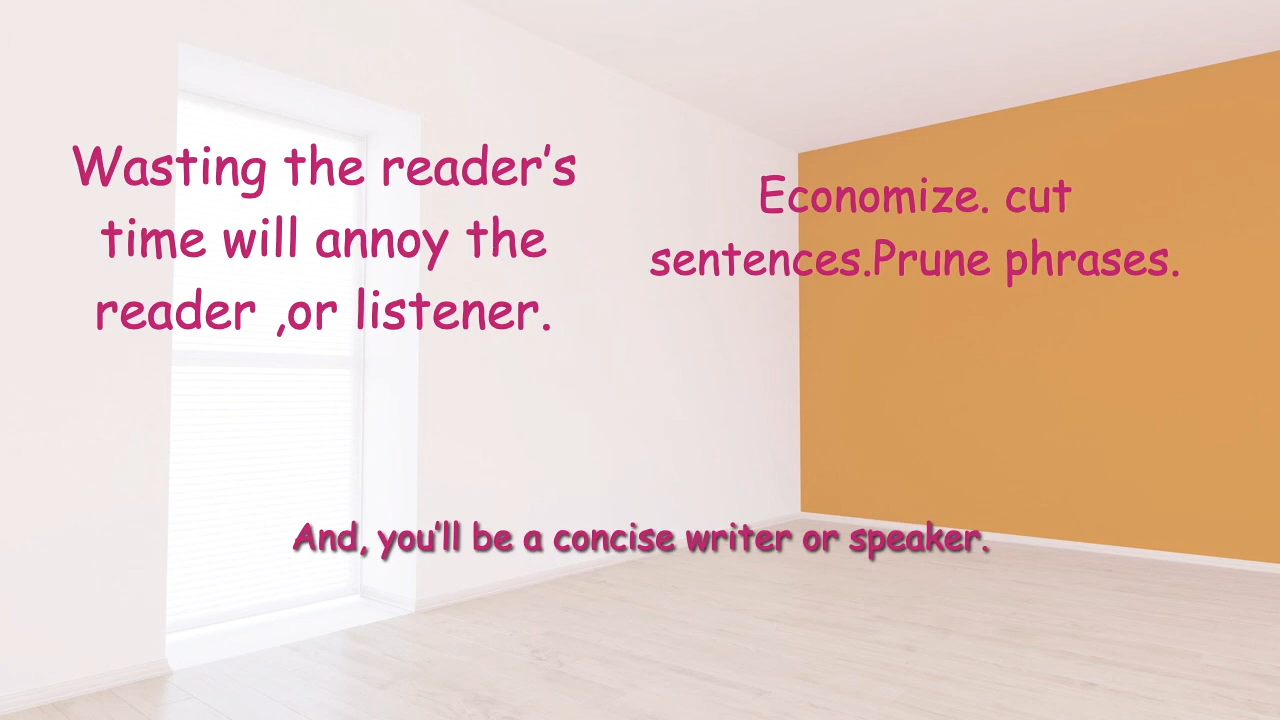 Wasting the reader’s
time will annoy the
reader ,or listener.
Economize. cut
sentences.Prune phrases.
And, you’ll be a concise writer or speaker.